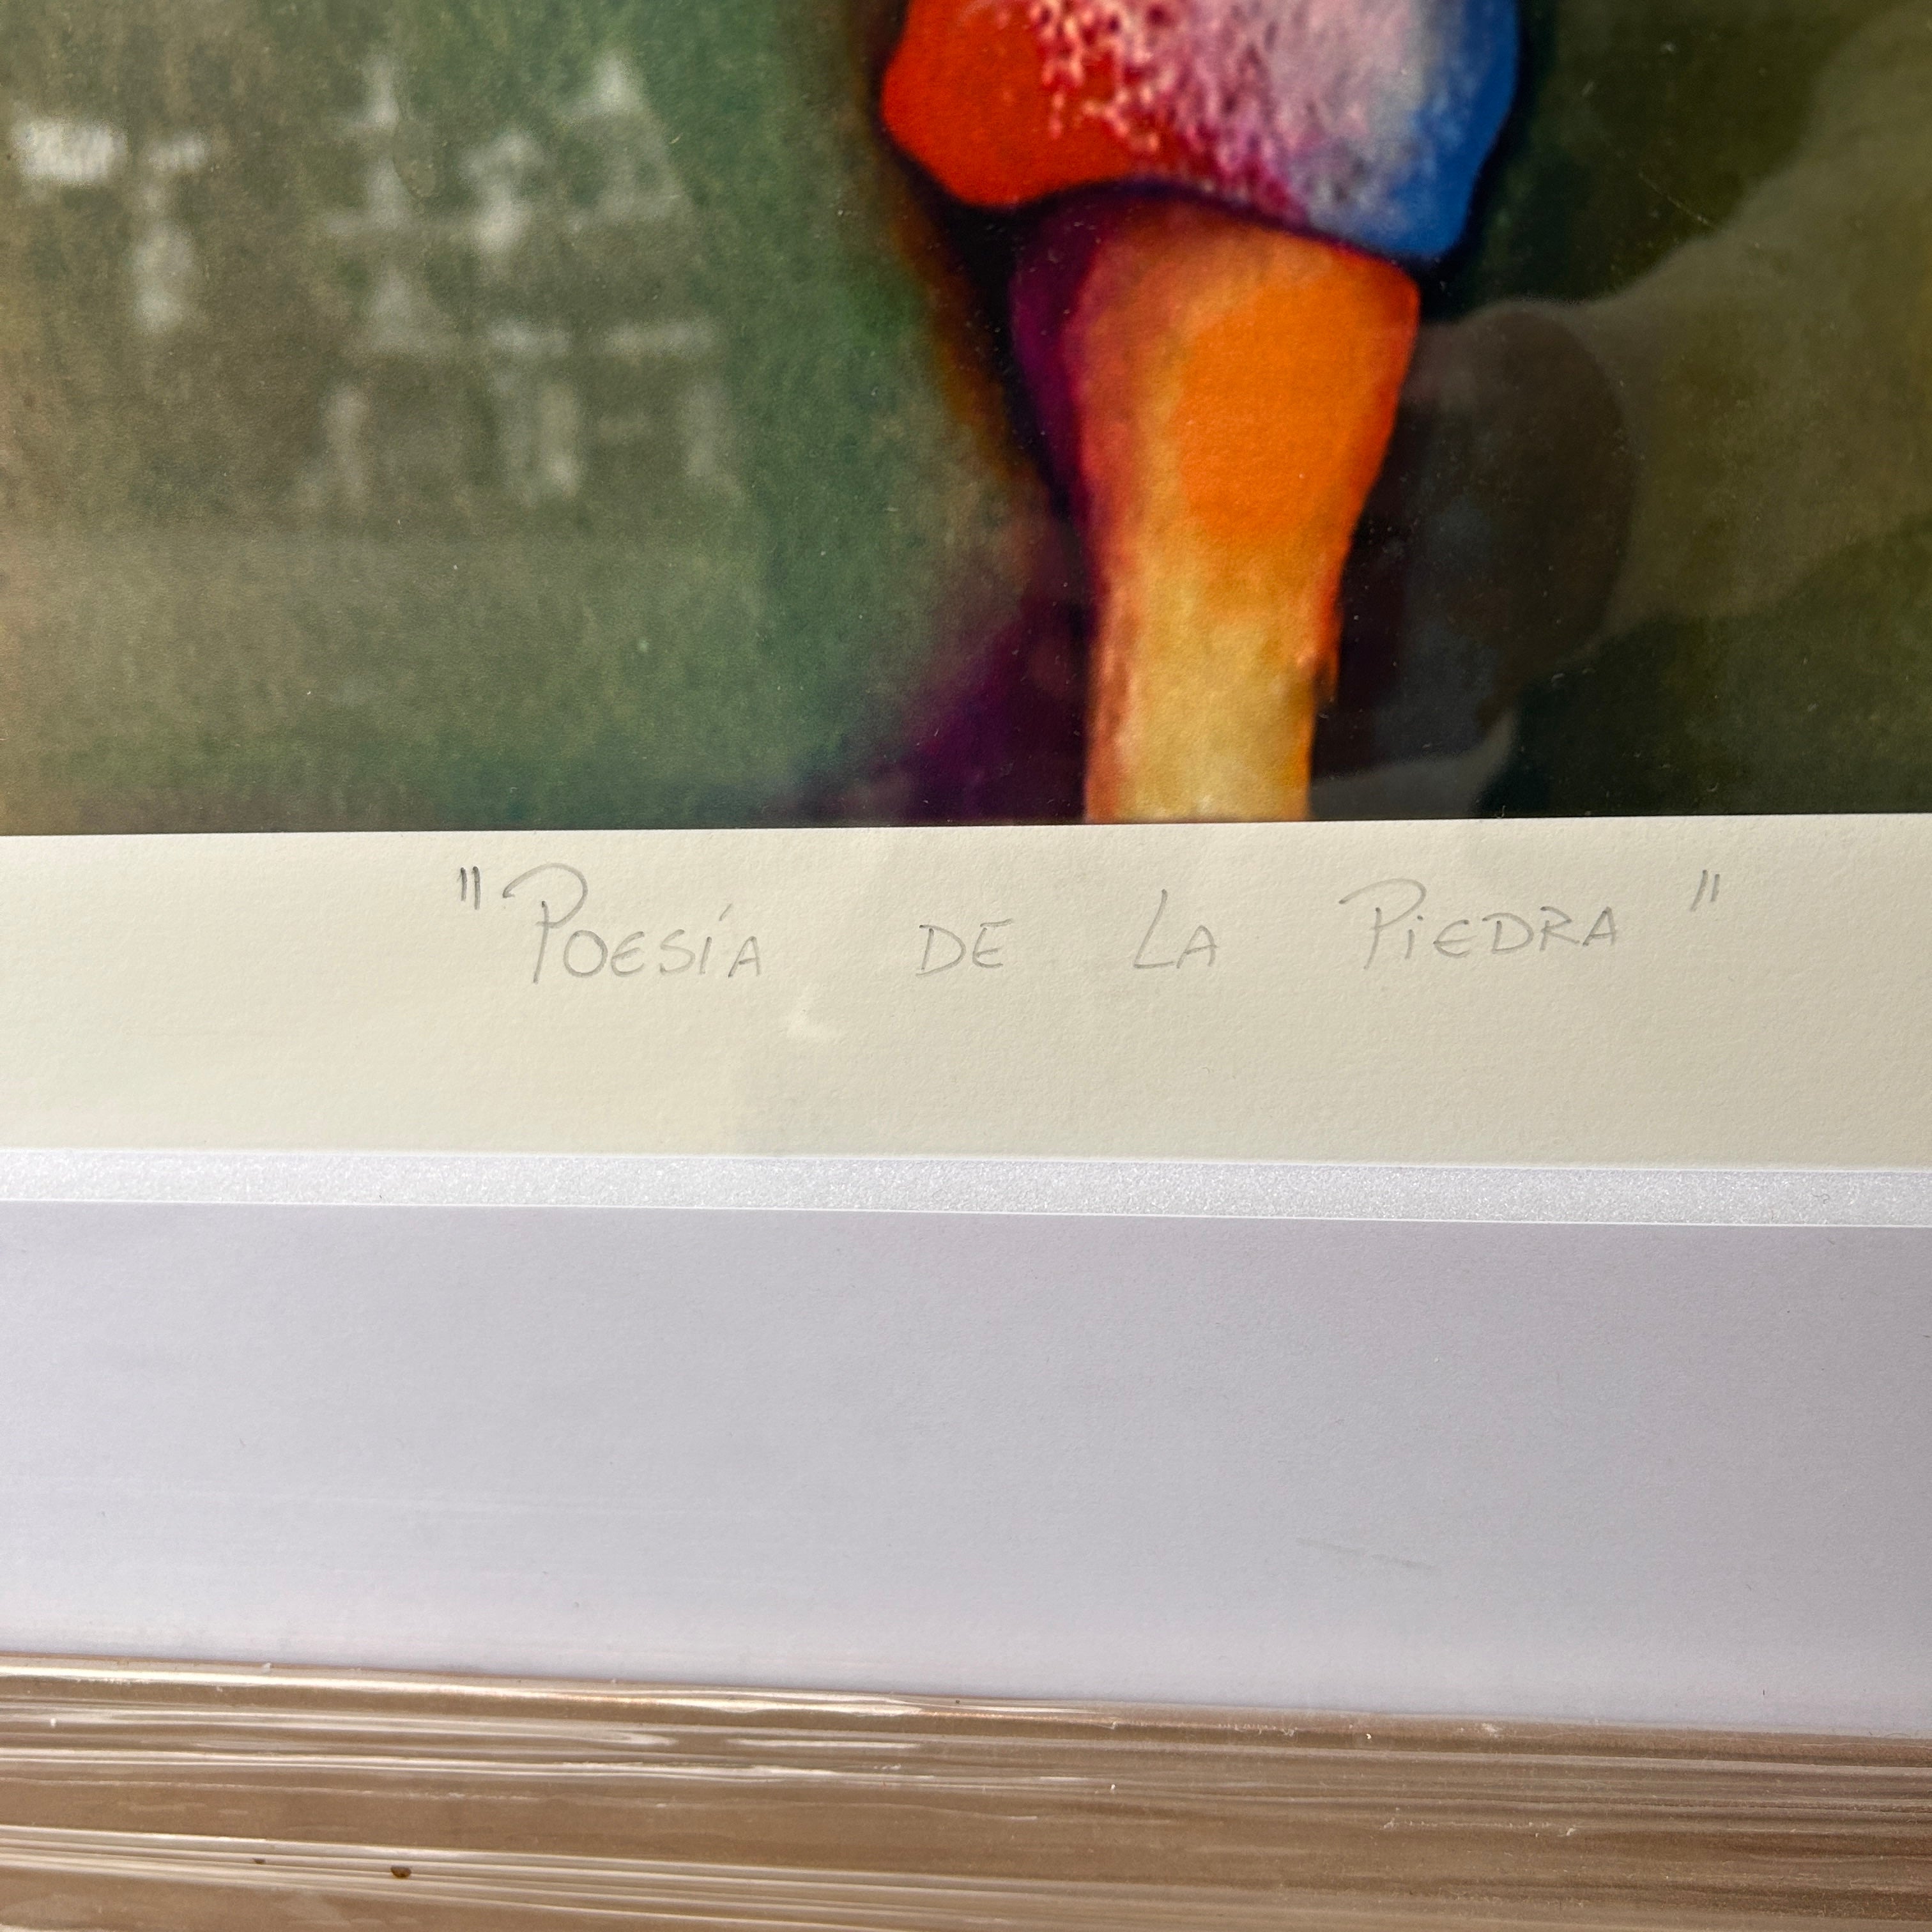 "Poesía de la Piedra"